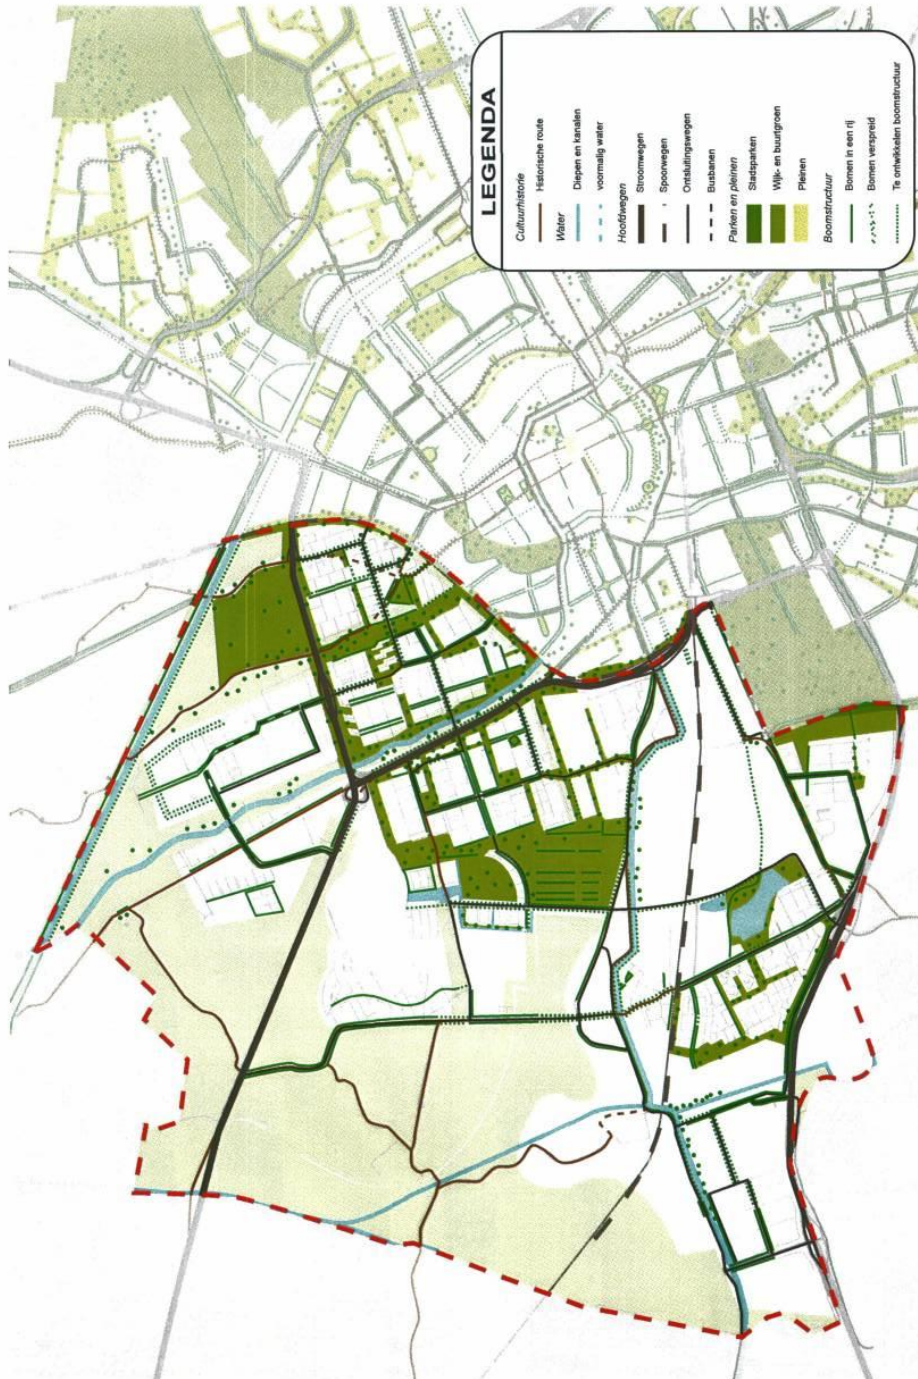 LEGENDA
Cultuurhistorie
Historische route
Water
Diepen en kanalen
voormalig water
Hoofdwegen
Stroomwegen
Spoorwegen
Ontsluitingswegen
Busbanen
Parken en pleinen
Stadsparken
Wijk- en buurtgroen
Pleinen
Boomstructuur
Bomen in een rij
Bomen verspreid
Te ontwikkelen boomstructuur